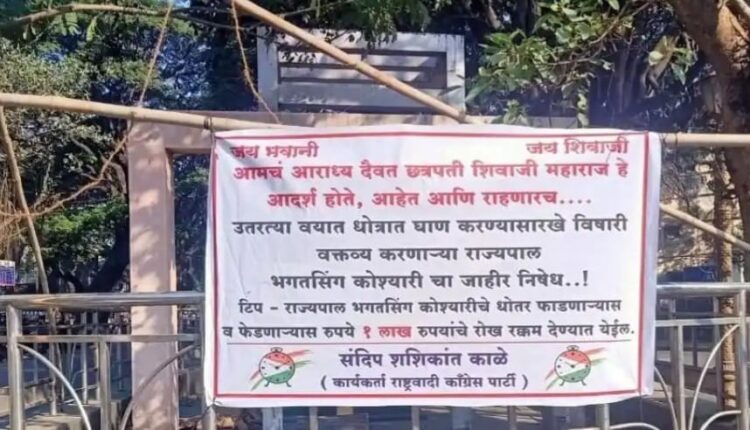 जय भवानी जय शिवाजी
आमचं आराध्य दैवत छत्रपती शिवाजी महाराज हे
आदर्श होते, आहेत आणि राहणारच....
उतरत्या वयात धोत्रात घाण करण्यासारखे विषारी
वक्तव्य करणाऱ्या राज्यपाल
भगतसिंग कोश्यारी चा जाहीर निषेध..!
टिप - राज्यपाल भगतसिंग कोश्यारीचे धोतर फाडणाऱ्यास
व फेडणाऱ्यास रुपये १ लाख रुपयांचे रोख रक्कम देण्यात येईल.
संदिप शशिकांत काळे
( कार्यकर्ता राष्ट्रवादी काँग्रेस पार्टी )